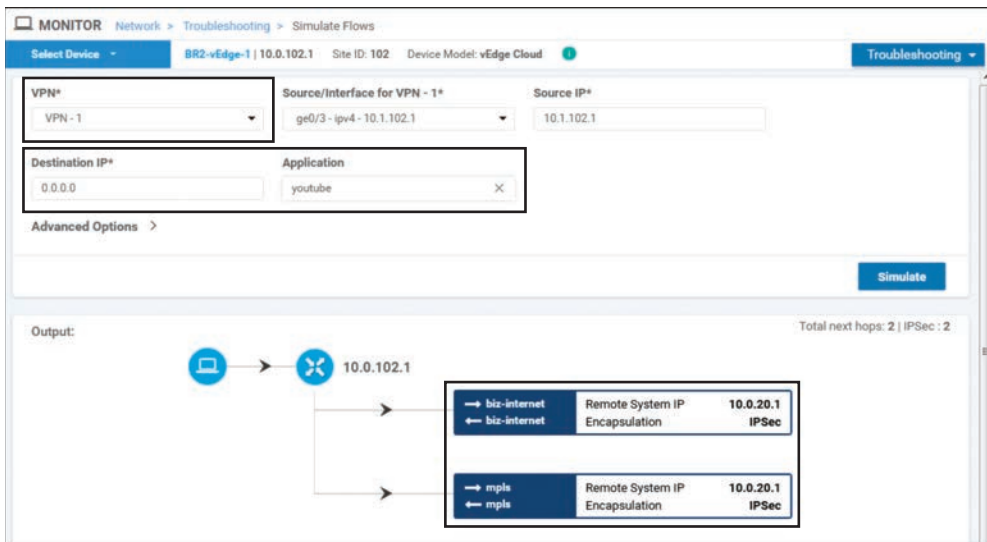 MONITOR Network > Troubleshooting > Simulate Flows
Select Device BR2-vEdge-1 | 10.0.102.1 Site ID: 102 Device Model: vEdge Cloud Troubleshooting
VPN* Source/Interface for VPN - 1* Source IP*
VPN - 1 ge0/3 - ipv4 - 10.1.102.1 10.1.102.1
Destination IP* Application
0.0.0.0 youtube
Advanced Options >
Simulate
Output: Total next hops: 2 | IPSec : 2
10.0.102.1
biz-internet Remote System IP 10.0.20.1
biz-internet Encapsulation IPSec
mpls Remote System IP 10.0.20.1
mpls Encapsulation IPSec